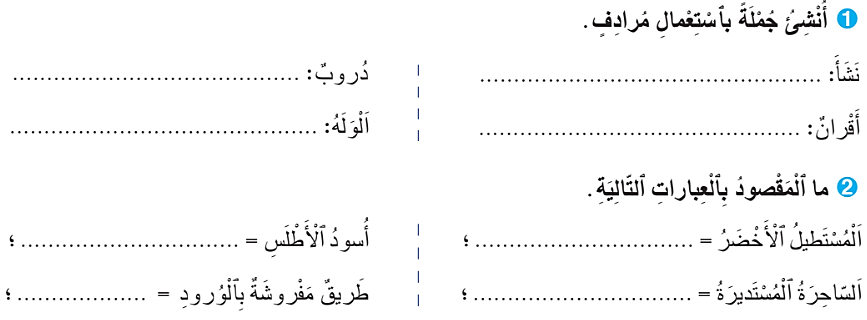 1 أُنْشِئُ جُمْلَةً بِٱسْتِعْمالِ مُرادِفٍ.
نَشَأَ: ................................................ دُروبٌ: ..........................................
أَقْرانٌ: ................................................ اَلْوَلَهُ: ..............................................
2 ما ٱلْمَقْصودُ بِٱلْعِباراتِ ٱلتّالِيَةِ.
اَلْمُسْتَطيلُ ٱلْأَخْضَرُ = ................................ ؛ أُسودُ ٱلْأَطْلَسِ = ................................ ؛
اَلسّاحِرَةُ ٱلْمُسْتَديرَةُ = ................................ ؛ طَريقٌ مَفْروشَةٌ بِٱلْوُرودِ = ................... ؛